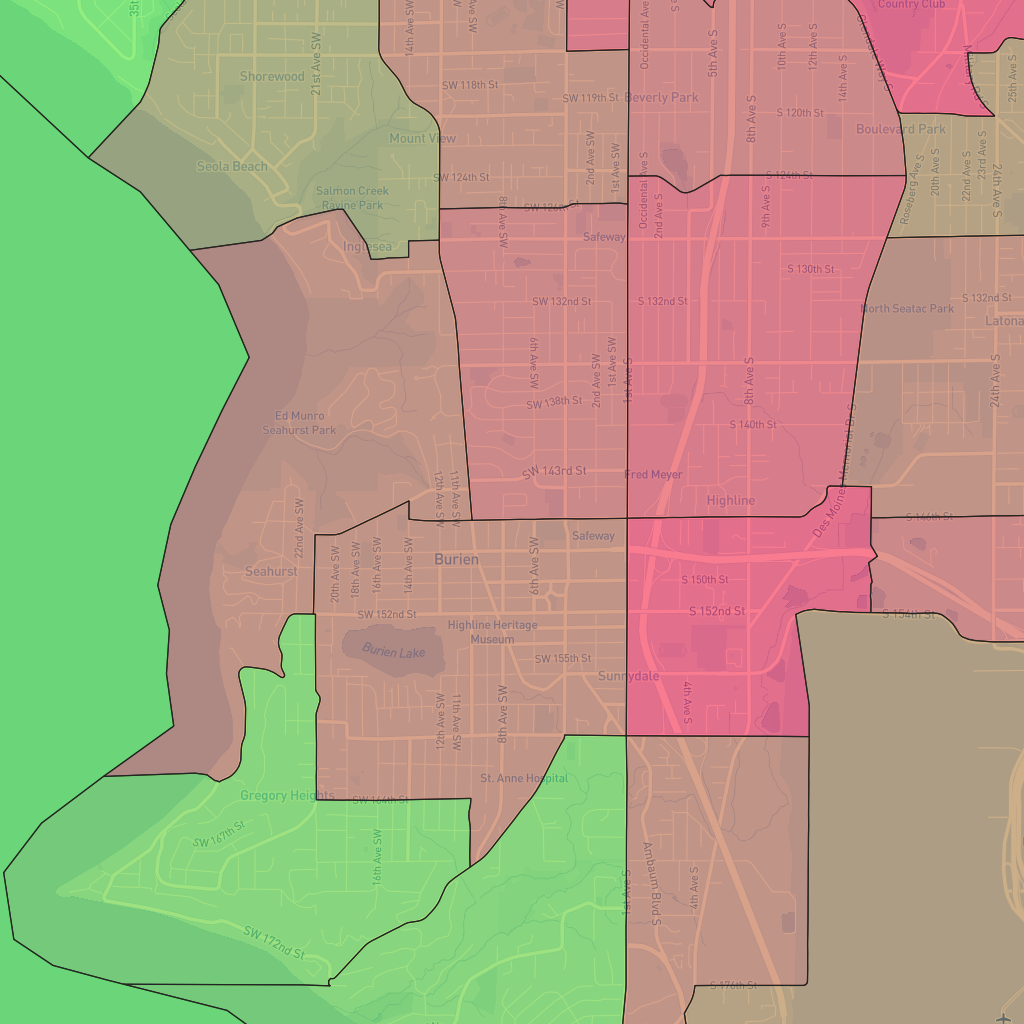 Country Club
35t
14th Ave S
21st Ave SW
Occidental Ave
5th Ave S
10th Ave S
12th Ave S
14th Ave S
25th Ave S
Shorewood
SW 118th St
SW 119th St
Beverly Park
8th Ave S
S 120th St
Boulevard Park
Mount View
2nd Ave SW
1st Ave SW
23rd Ave S
Seola Beach
SW 124th St
S 124th St
Occidental Ave S
20th Ave S
22nd Ave S
24th Ave S
Roseberg Ave S
Salmon Creek
Ravine Park
SW 126th St
8th Ave SW
2nd Ave S
9th Ave S
Inglesea
Safeway
S 130th St
SW 132nd St
S 132nd St
S 132nd St
North Seatac Park
Latona
6th Ave SW
1st Ave SW
2nd Ave SW
1st Ave S
8th Ave S
24th Ave S
Ed Munro
Seahurst Park
SW 138th St
S 140th St
Des Moines Memorial Dr S
SW 143rd St
Fred Meyer
12th Ave SW
11th Ave SW
Highline
22nd Ave SW
S 146th St
Safeway
Burien
20th Ave SW
18th Ave SW
16th Ave SW
14th Ave SW
6th Ave SW
Seahurst
S 150th St
SW 152nd St
S 152nd St
S 154th St
Highline Heritage
Museum
Burien Lake
SW 155th St
Sunnydale
12th Ave SW
11th Ave SW
8th Ave SW
4th Ave S
St. Anne Hospital
Gregory Heights
SW 164th St
SW 167th St
16th Ave SW
1st Ave S
Ambaum Blvd S
4th Ave S
SW 172nd St
S 176th St